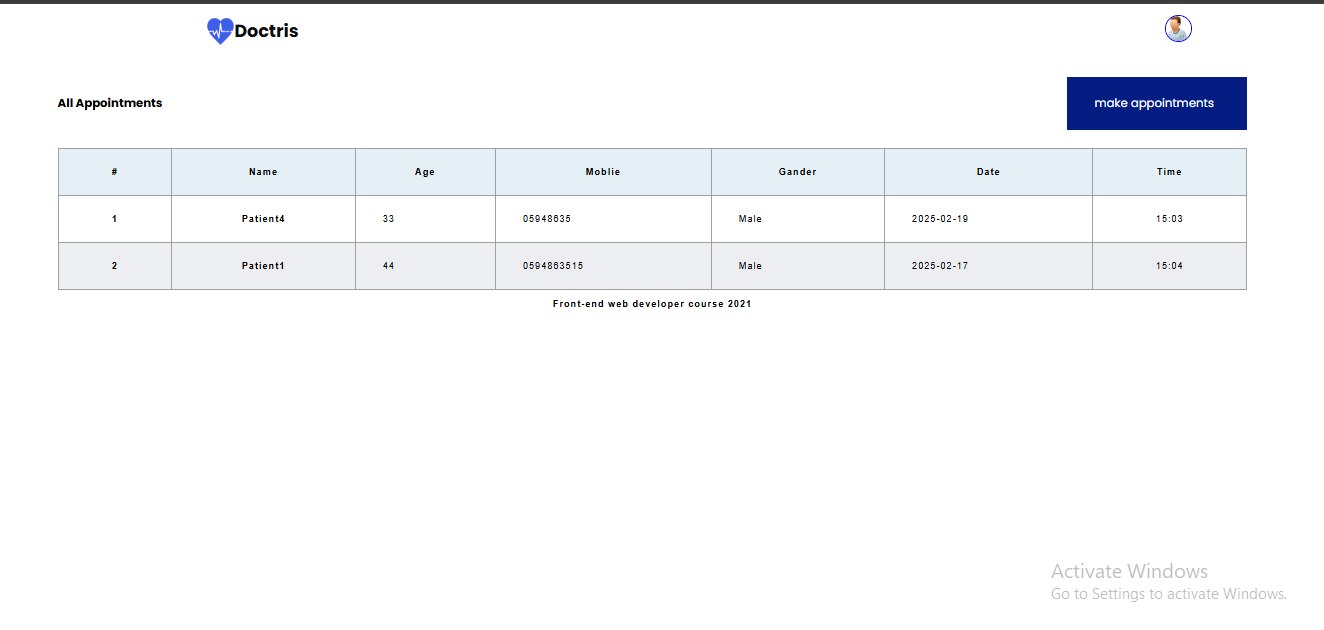 Doctris
All Appointments
make appointments
# Name Age Moblie Gander Date Time
1 Patient4 33 05948635 Male 2025-02-19 15:03
2 Patient1 44 0594863515 Male 2025-02-17 15:04
Front-end web developer course 2021
Activate Windows
Go to Settings to activate Windows.